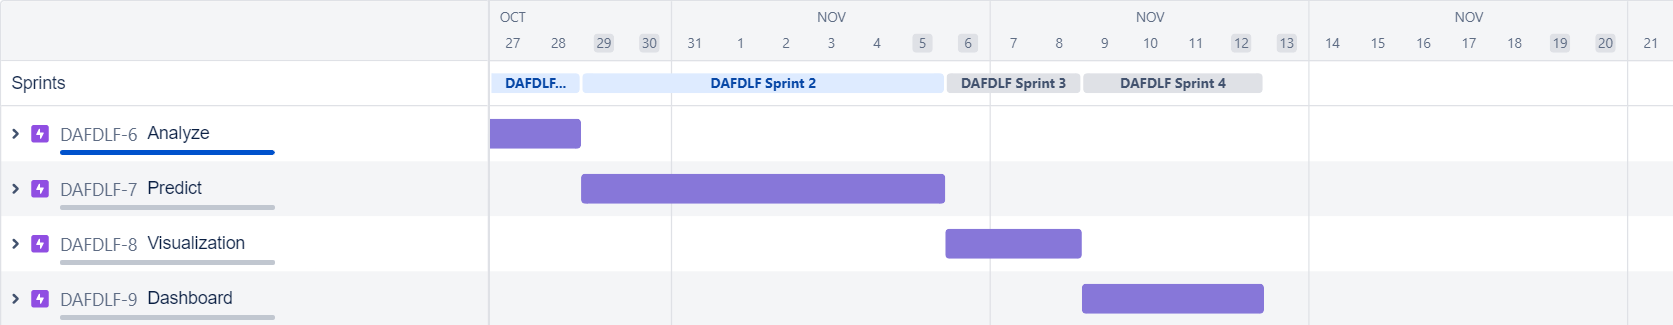 OCT NOV NOV NOV
27 28 29 30 31 1 2 3 4 5 6 7 8 9 10 11 12 13 14 15 16 17 18 19 20 21
Sprints DAFDLF... DAFDLF Sprint 2 DAFDLF Sprint 3 DAFDLF Sprint 4
DAFDLF-6 Analyze
DAFDLF-7 Predict
DAFDLF-8 Visualization
DAFDLF-9 Dashboard